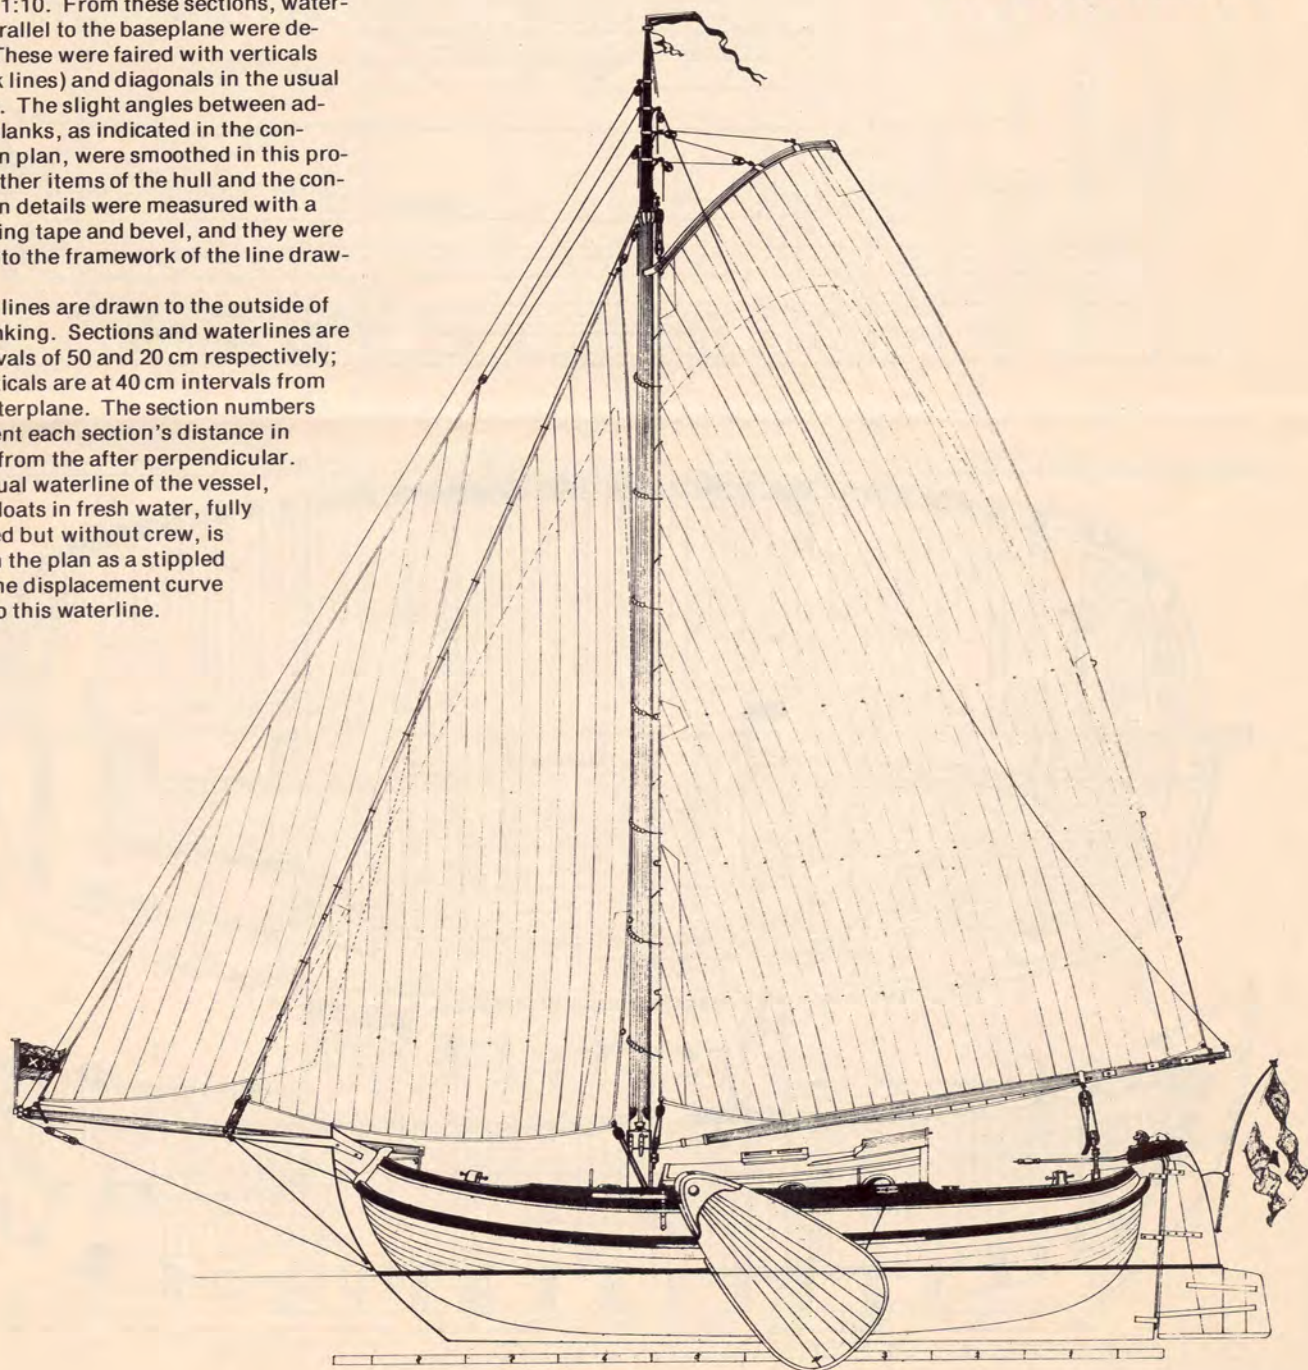 1:10. From these sections, water-
rallel to the baseplane were de-
These were faired with verticals
k lines) and diagonals in the usual
. The slight angles between ad-
lanks, as indicated in the con-
n plan, were smoothed in this pro-
ther items of the hull and the con-
n details were measured with a
ing tape and bevel, and they were
to the framework of the line draw-
lines are drawn to the outside of
nking. Sections and waterlines are
vals of 50 and 20 cm respectively;
ticals are at 40 cm intervals from
terplane. The section numbers
ent each section's distance in
from the after perpendicular.
ual waterline of the vessel,
loats in fresh water, fully
ed but without crew, is
n the plan as a stippled
he displacement curve
o this waterline.